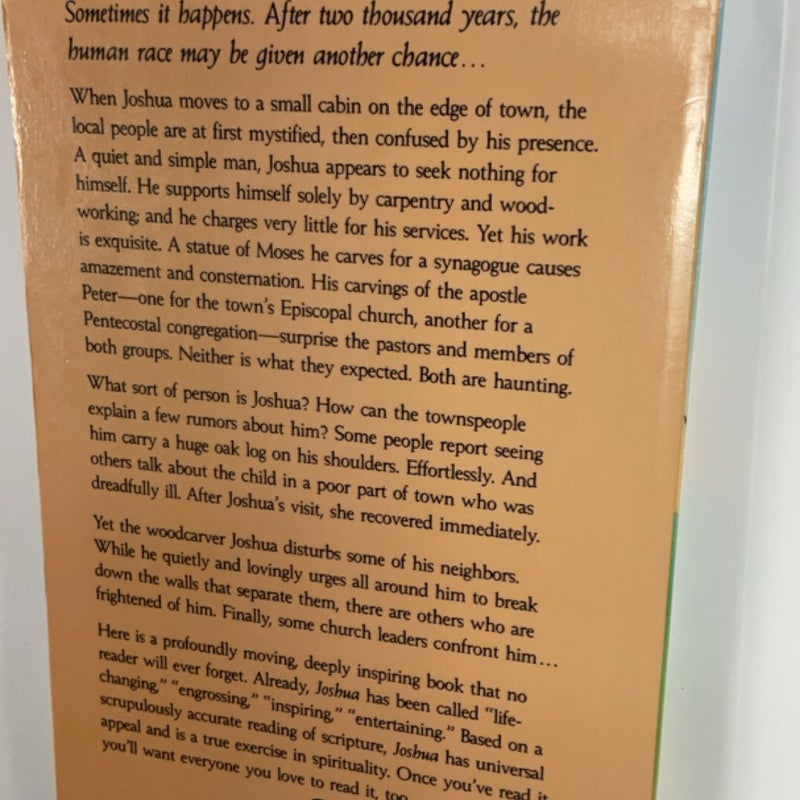 Sometimes it happens. After two thousand years, the
human race may be given another chance...
When Joshua moves to a small cabin on the edge of town, the
local people are at first mystified, then confused by his presence.
A quiet and simple man, Joshua appears to seek nothing for
himself. He supports himself solely by carpentry and wood-
working; and he charges very little for his services. Yet his work
is exquisite. A statue of Moses he carves for a synagogue causes
amazement and consternation. His carvings of the apostle
Peter—one for the town's Episcopal church, another for a
Pentecostal congregation—surprise the pastors and members of
both groups. Neither is what they expected. Both are haunting.
What sort of person is Joshua? How can the townspeople
explain a few rumors about him? Some people report seeing
him carry a huge oak log on his shoulders. Effortlessly. And
others talk about the child in a poor part of town who was
dreadfully ill. After Joshua's visit, she recovered immediately.
Yet the woodcarver Joshua disturbs some of his neighbors.
While he quietly and lovingly urges all around him to break
down the walls that separate them, there are others who are
frightened of him. Finally, some church leaders confront him...
Here is a profoundly moving, deeply inspiring book that no
reader will ever forget. Already, Joshua has been called "life-
changing," "engrossing," "inspiring," "entertaining." Based on a
scrupulously accurate reading of scripture, Joshua has universal
appeal and is a true exercise in spirituality. Once you've read it
you'll want everyone you love to read it, too